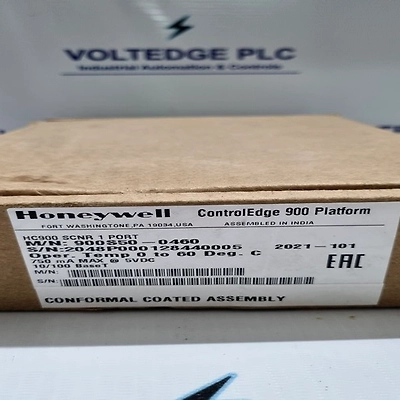 VOLTEDGE PLC
Industrial Automation & Controls
Honeywell ControlEdge 900 Platform
FORT WASHINGTONE,PA 19034,USA ASSEMBLED IN INDIA
HC900 SCNR 1 PORT
M/N: 900S50-0460
S/N:2048P000128440005 2021-101
Oper. Temp 0 to 60 Deg. C
750 mA MAX @ 5VDC
10/100 BaseT
EAC
M/N:
S/N:
CONFORMAL COATED ASSEMBLY